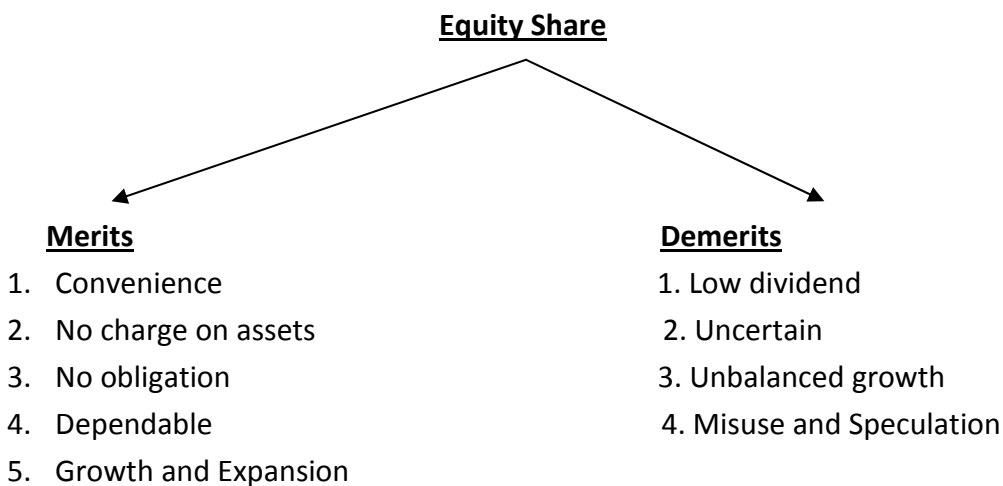 Equity Share
Merits
1. Convenience
2. No charge on assets
3. No obligation
4. Dependable
5. Growth and Expansion
Demerits
1. Low dividend
2. Uncertain
3. Unbalanced growth
4. Misuse and Speculation